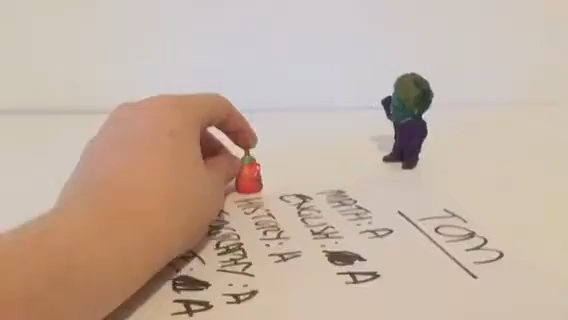 TOM
MATH: A
ENGLISH: A
HISTORY: A
A
A